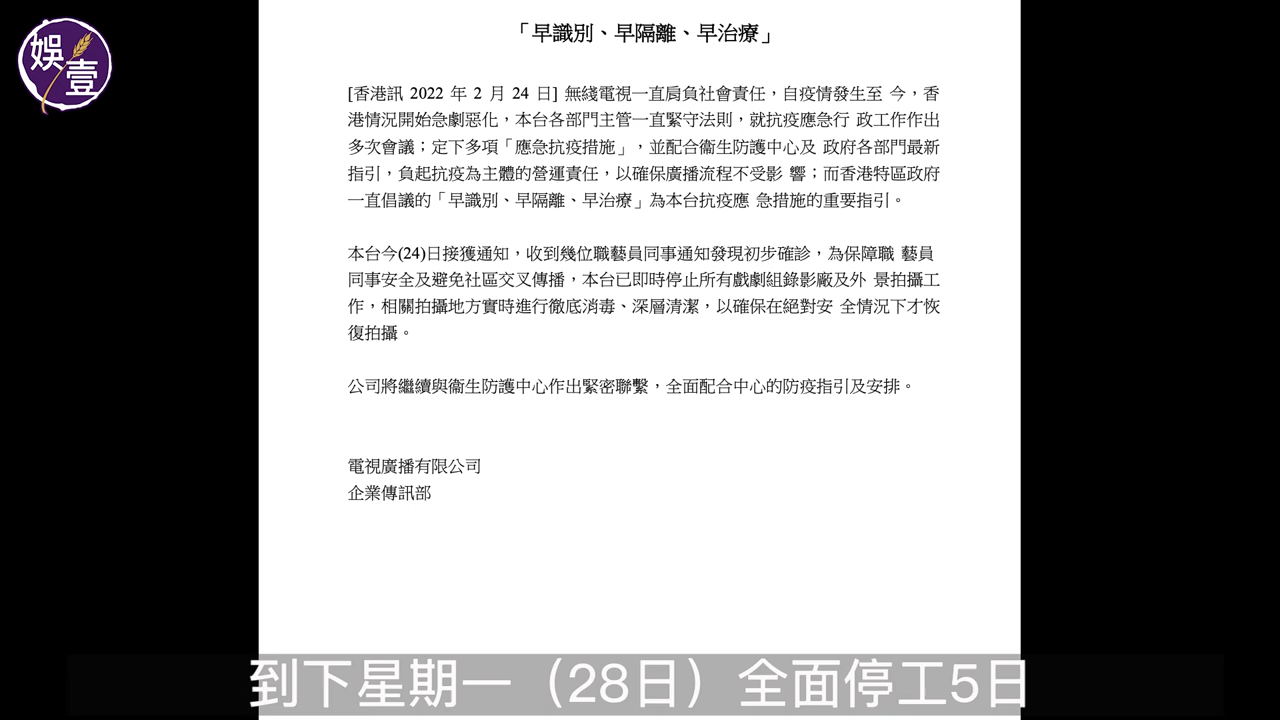 娛壹
「早識別、早隔離、早治療」
[香港訊 2022 年 2 月 24 日] 無綫電視一直肩負社會責任，自疫情發生至 今，香
港情況開始急劇惡化，本台各部門主管一直緊守法則，就抗疫應急行 政工作作出
多次會議；定下多項「應急抗疫措施」，並配合衞生防護中心及 政府各部門最新
指引，負起抗疫為主體的營運責任，以確保廣播流程不受影 響；而香港特區政府
一直倡議的「早識別、早隔離、早治療」為本台抗疫應 急措施的重要指引。
本台今(24)日接獲通知，收到幾位職藝員同事通知發現初步確診，為保障職 藝員
同事安全及避免社區交叉傳播，本台已即時停止所有戲劇組錄影廠及外 景拍攝工
作，相關拍攝地方實時進行徹底消毒、深層清潔，以確保在絕對安 全情況下才恢
復拍攝。
公司將繼續與衞生防護中心作出緊密聯繫，全面配合中心的防疫指引及安排。
電視廣播有限公司
企業傳訊部
到下星期一（28日）全面停工5日